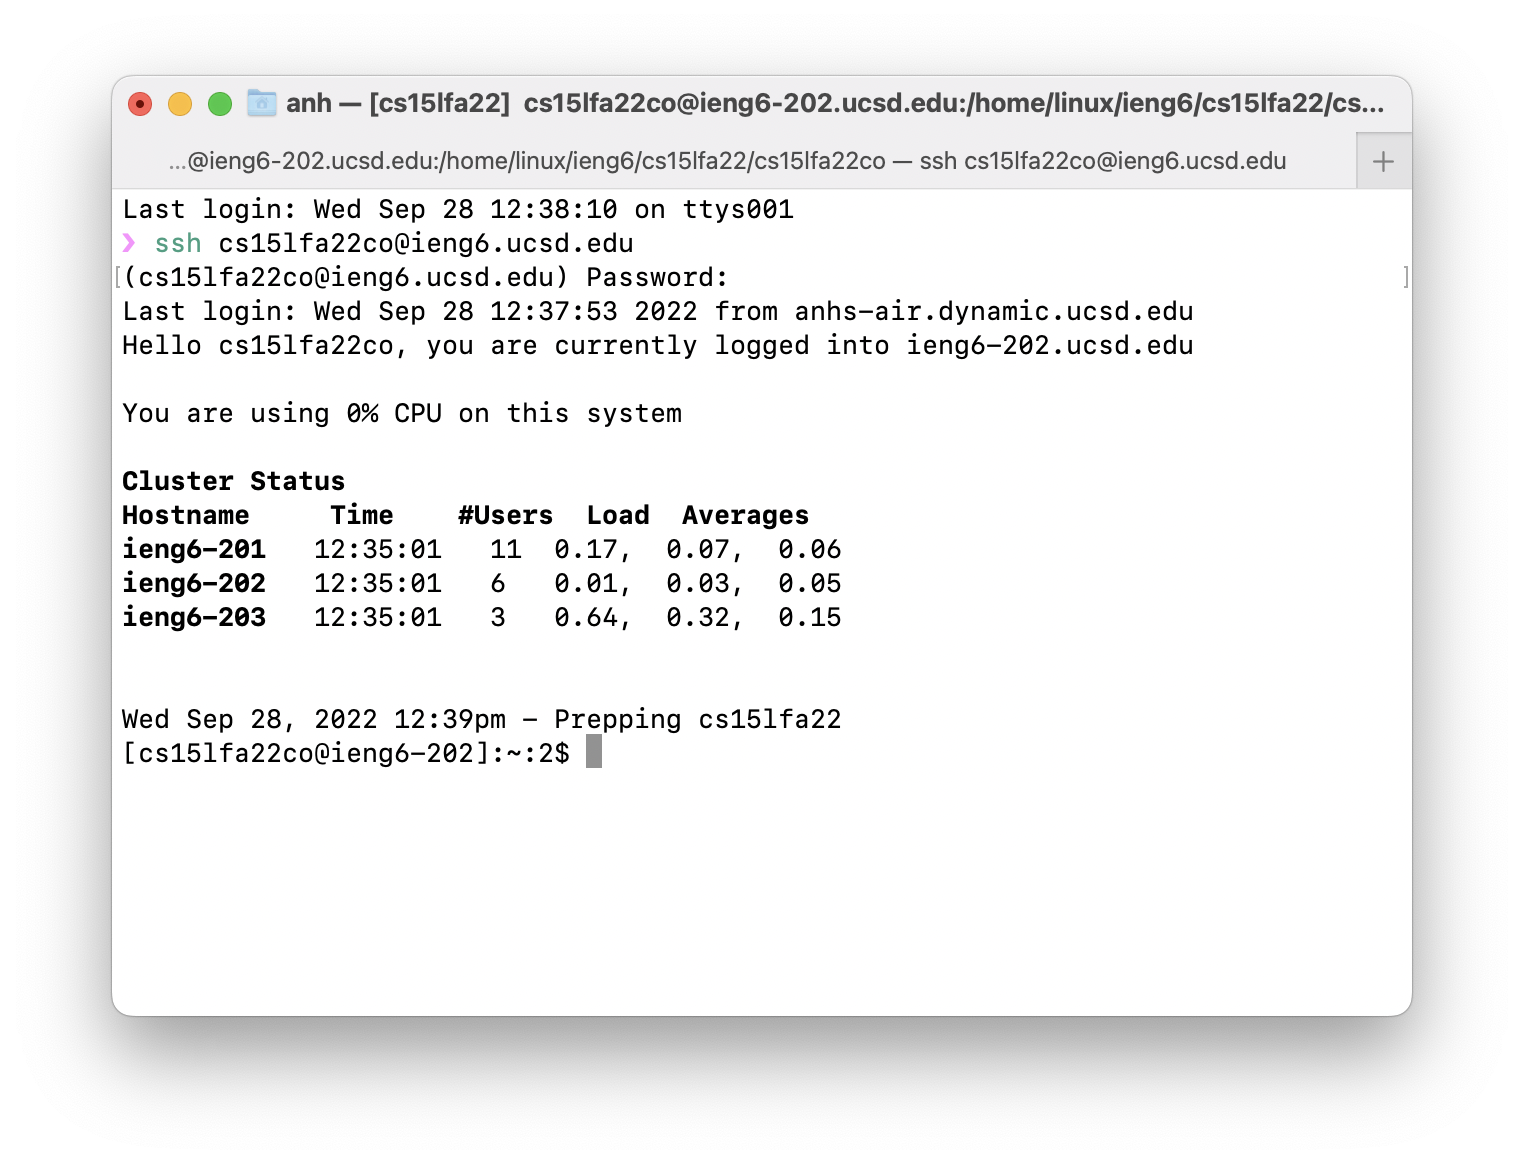 anh — [cs15lfa22] cs15lfa22co@ieng6-202.ucsd.edu:/home/linux/ieng6/cs15lfa22/cs...
...@ieng6-202.ucsd.edu:/home/linux/ieng6/cs15lfa22/cs15lfa22co — ssh cs15lfa22co@ieng6.ucsd.edu +
Last login: Wed Sep 28 12:38:10 on ttys001
❯ ssh cs15lfa22co@ieng6.ucsd.edu
[(cs15lfa22co@ieng6.ucsd.edu) Password: ]
Last login: Wed Sep 28 12:37:53 2022 from anhs-air.dynamic.ucsd.edu
Hello cs15lfa22co, you are currently logged into ieng6-202.ucsd.edu
You are using 0% CPU on this system
Cluster Status
Hostname     Time    #Users  Load  Averages
ieng6-201   12:35:01   11  0.17,  0.07,  0.06
ieng6-202   12:35:01   6   0.01,  0.03,  0.05
ieng6-203   12:35:01   3   0.64,  0.32,  0.15
Wed Sep 28, 2022 12:39pm - Prepping cs15lfa22
[cs15lfa22co@ieng6-202]:~:2$